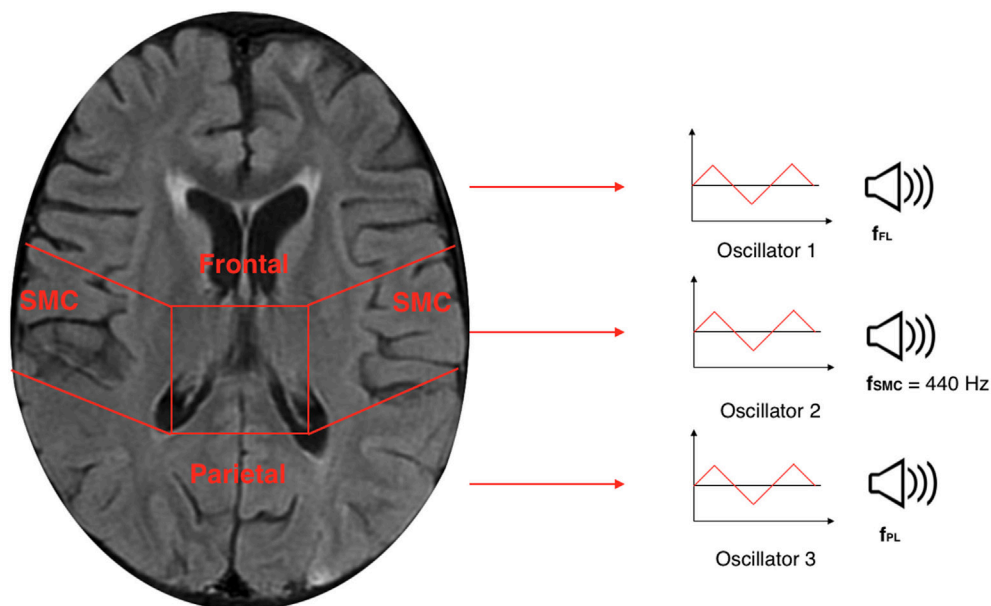 Frontal
SMC
SMC
Parietal
Oscillator 1
fFL
Oscillator 2
fSMC = 440 Hz
Oscillator 3
fPL